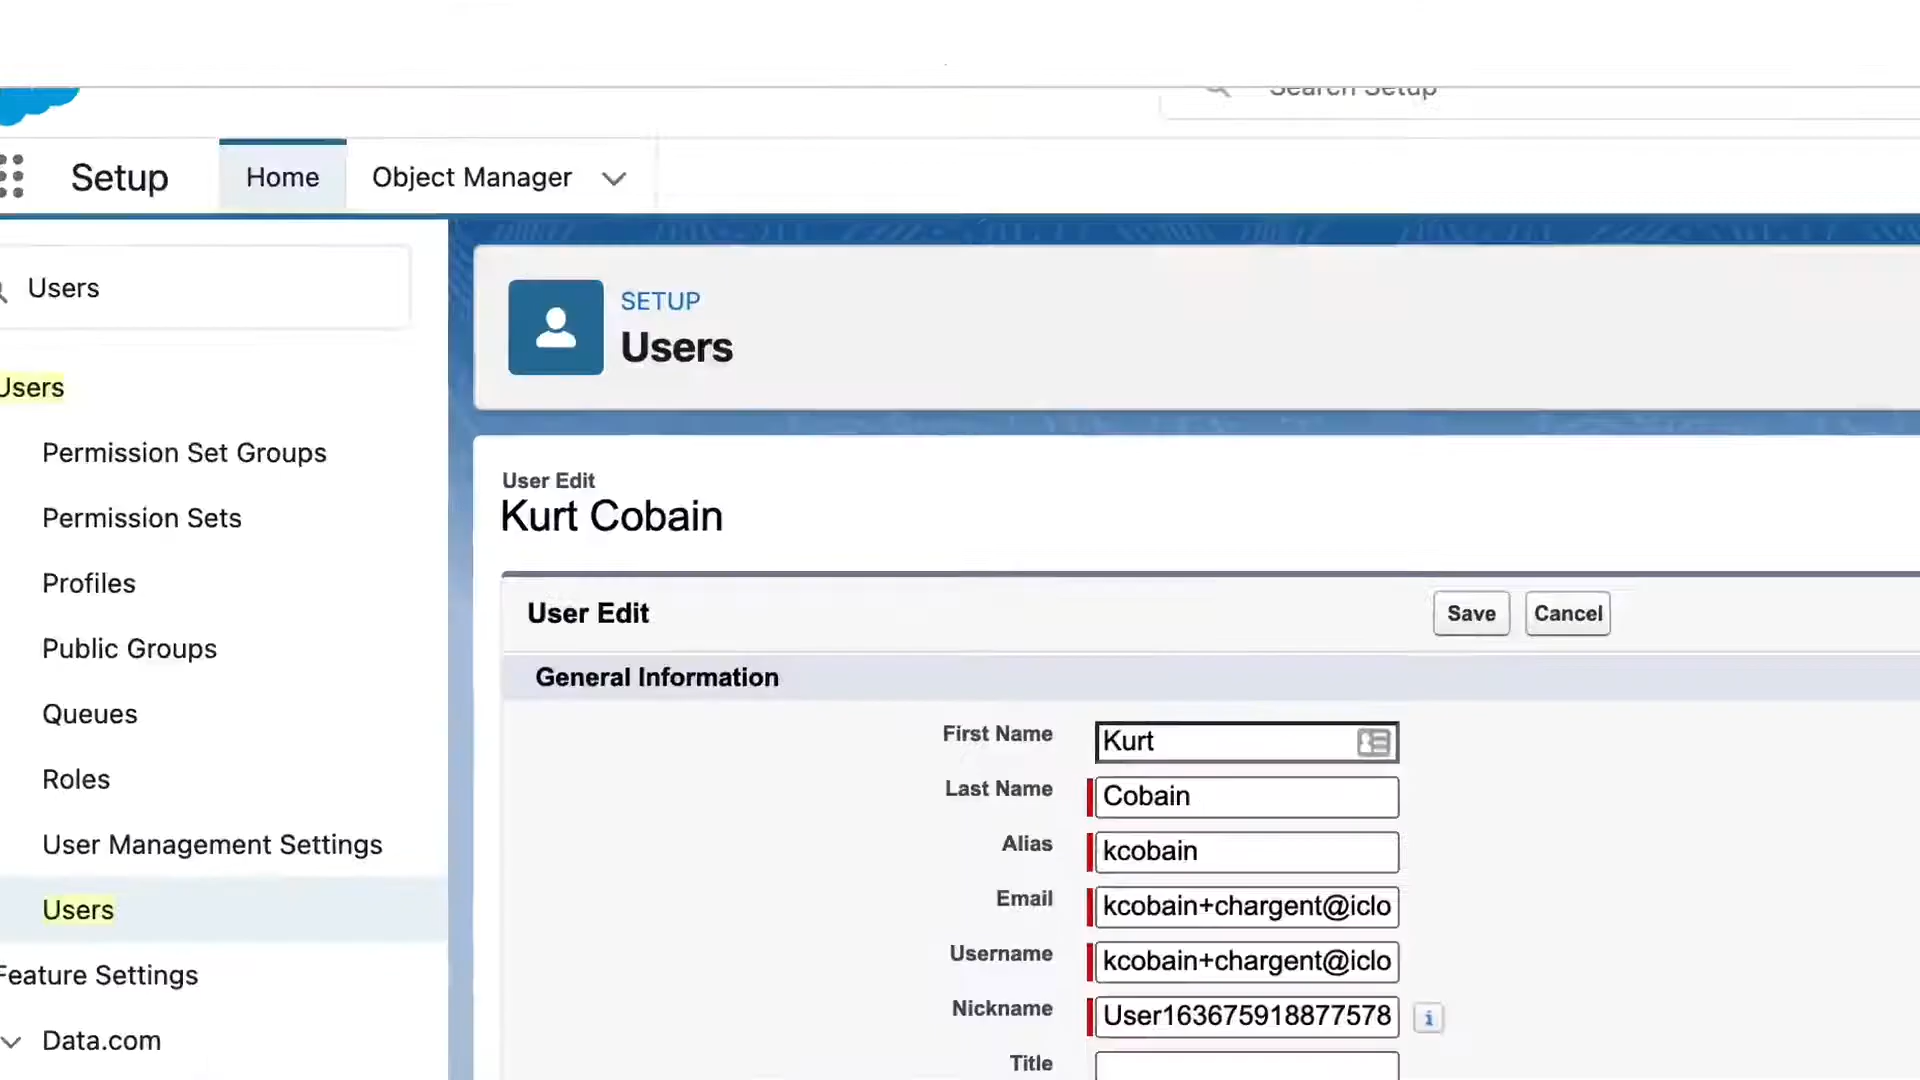 Search Setup
Setup
Home
Object Manager
Users
Users
Permission Set Groups
Permission Sets
Profiles
Public Groups
Queues
Roles
User Management Settings
Users
Feature Settings
Data.com
SETUP
Users
User Edit
Kurt Cobain
User Edit
Save
Cancel
General Information
First Name
Kurt
Last Name
Cobain
Alias
kcobain
Email
kcobain+chargent@iclo
Username
kcobain+chargent@iclo
Nickname
User163675918877578
i
Title